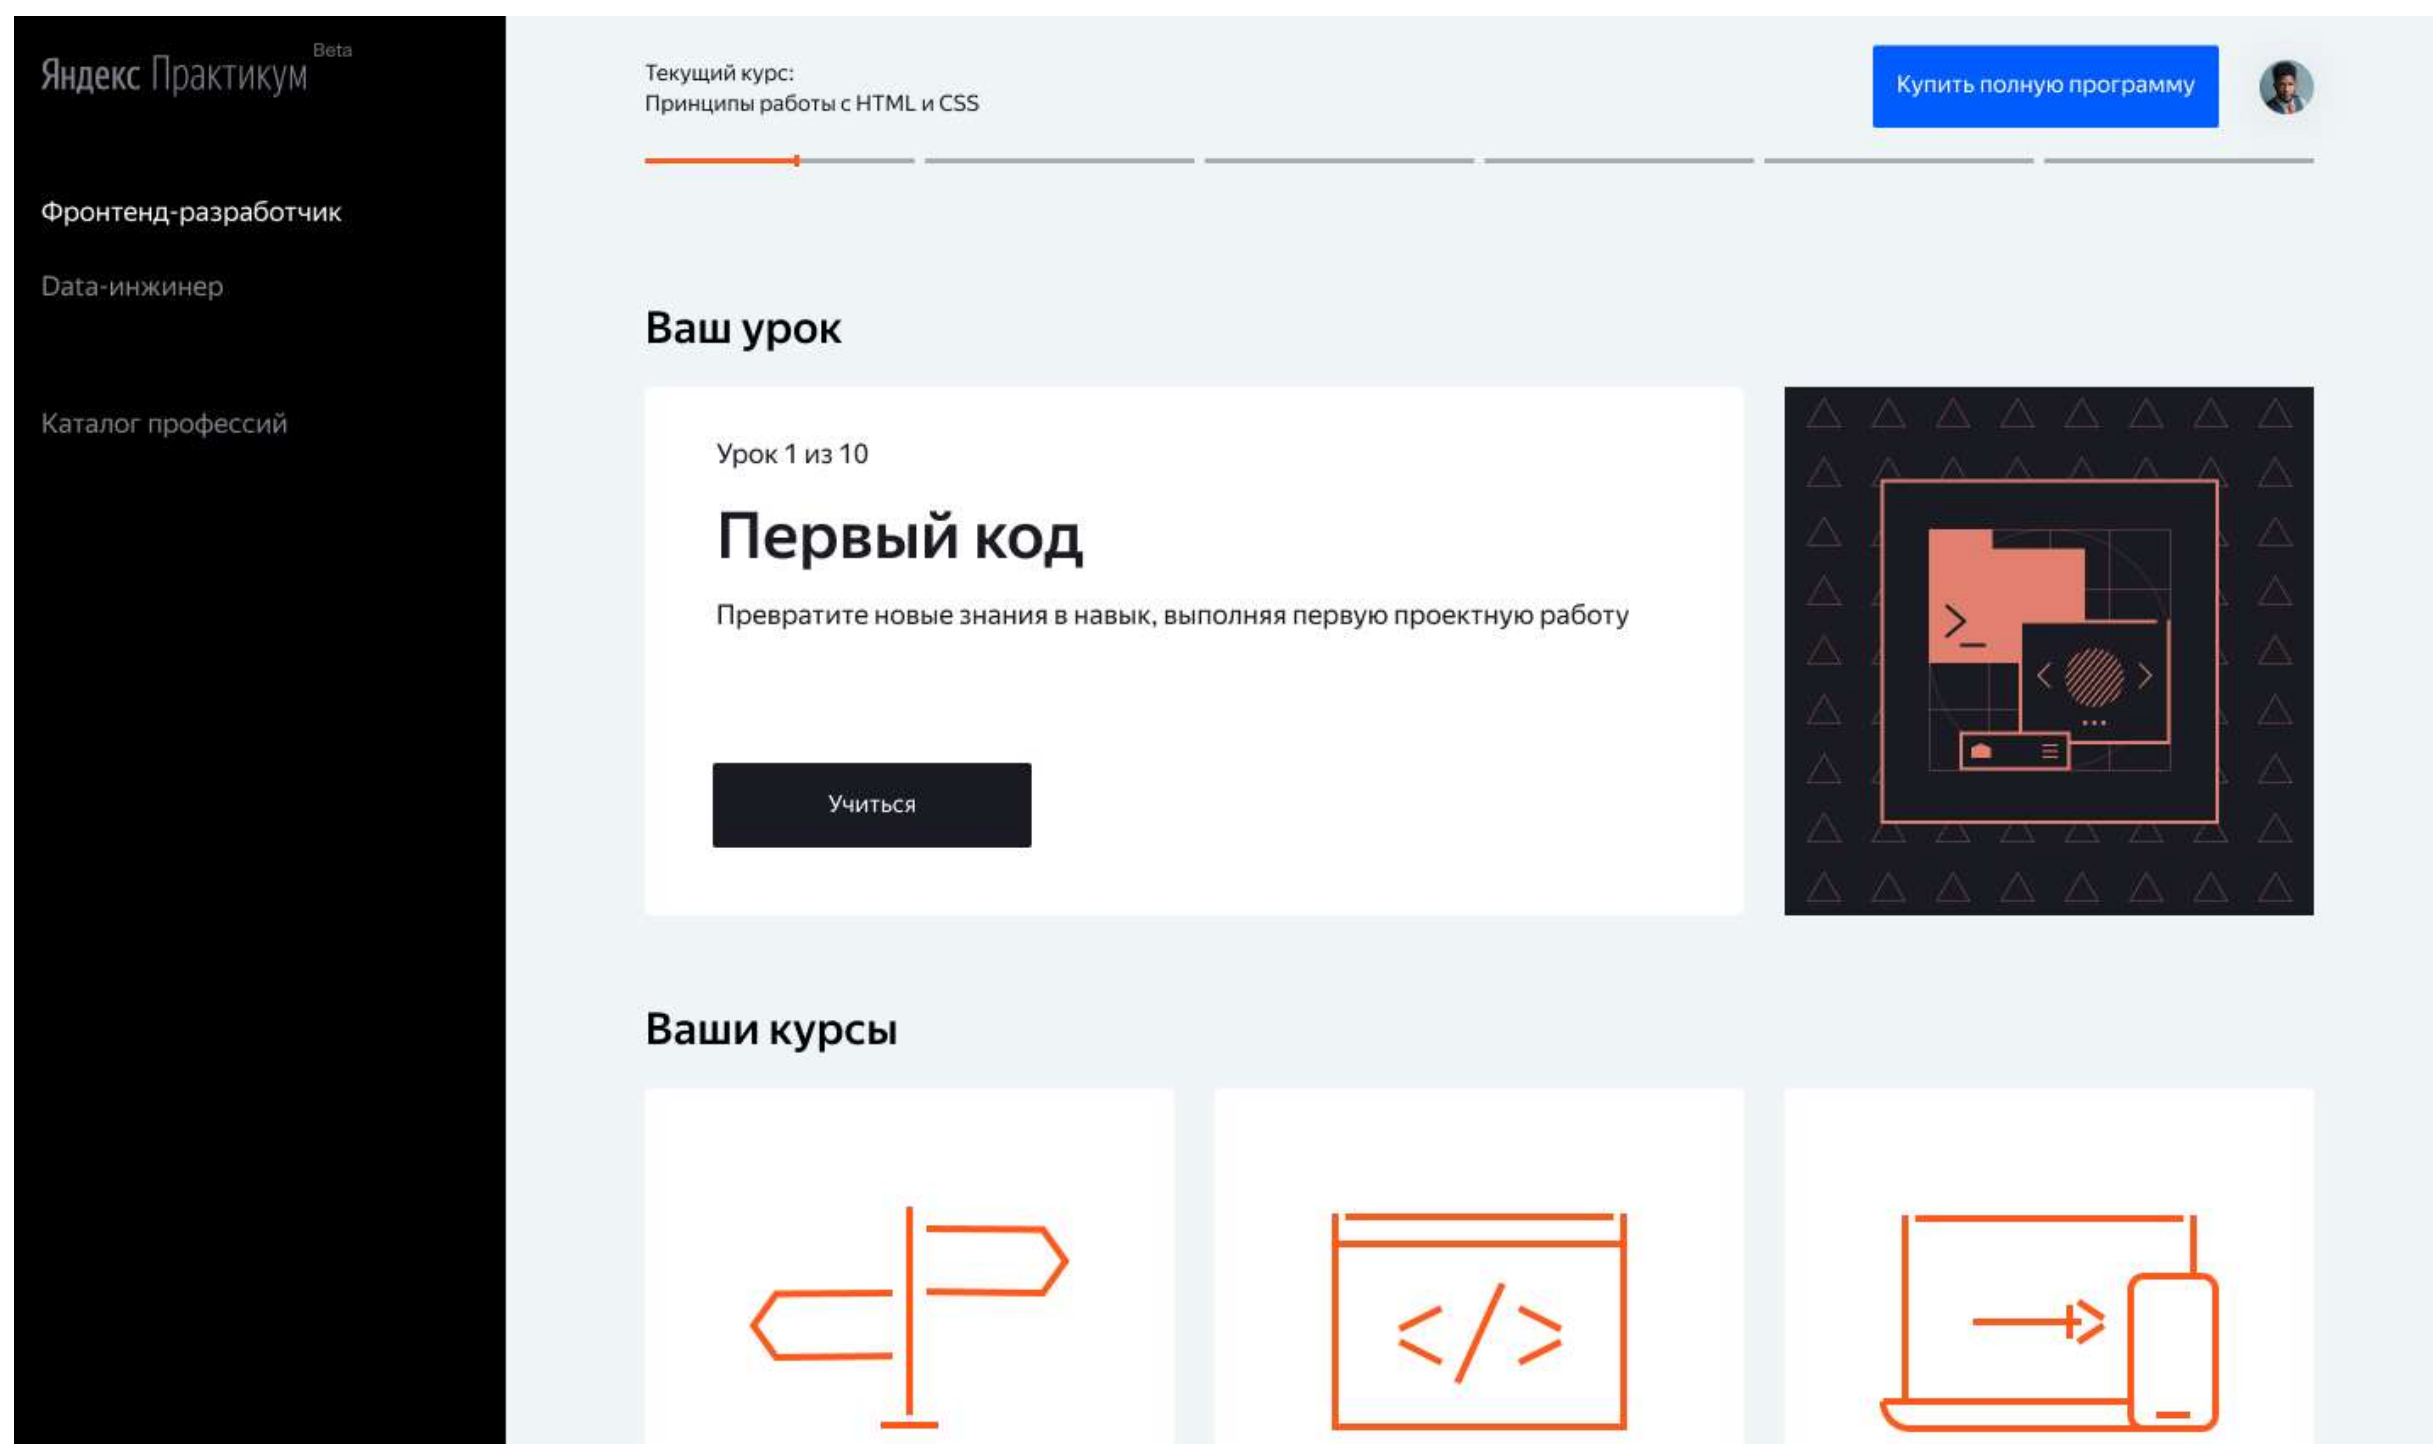 Яндекс Практикум Beta
Фронтенд-разработчик
Data-инжинер
Каталог профессий
Текущий курс:
Принципы работы с HTML и CSS
Купить полную программу
Ваш урок
Урок 1 из 10
Первый код
Превратите новые знания в навык, выполняя первую проектную работу
Учиться
Ваши курсы